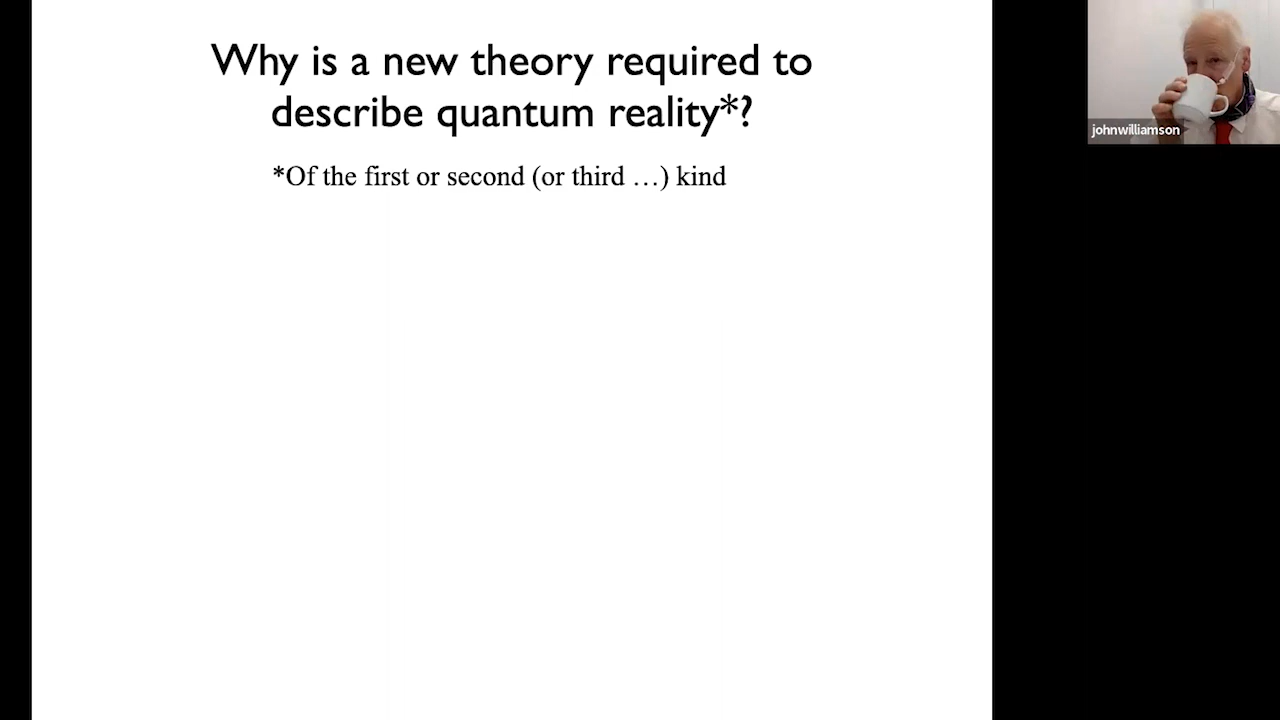 Why is a new theory required to
describe quantum reality*?
*Of the first or second (or third …) kind
johnwilliamson